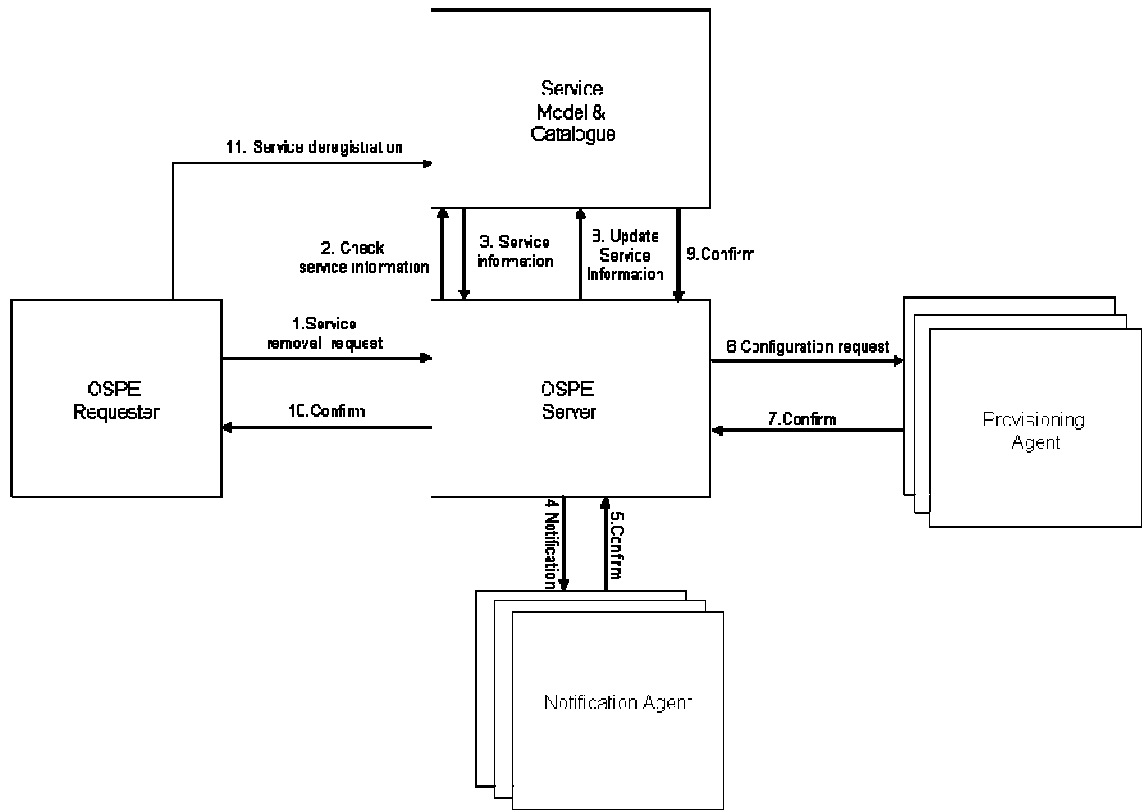 Service
Model &
Catalogue
11. Service deregistration
2. Check
service information
3. Service
information
8. Update
Service
Information
9.Confirm
1.Service
removal request
OSPE
Requester
10.Confirm
OSPE
Server
6 Configuration request
7.Confirm
Provisioning
Agent
4 Notification
5.Confirm
Notification Agent